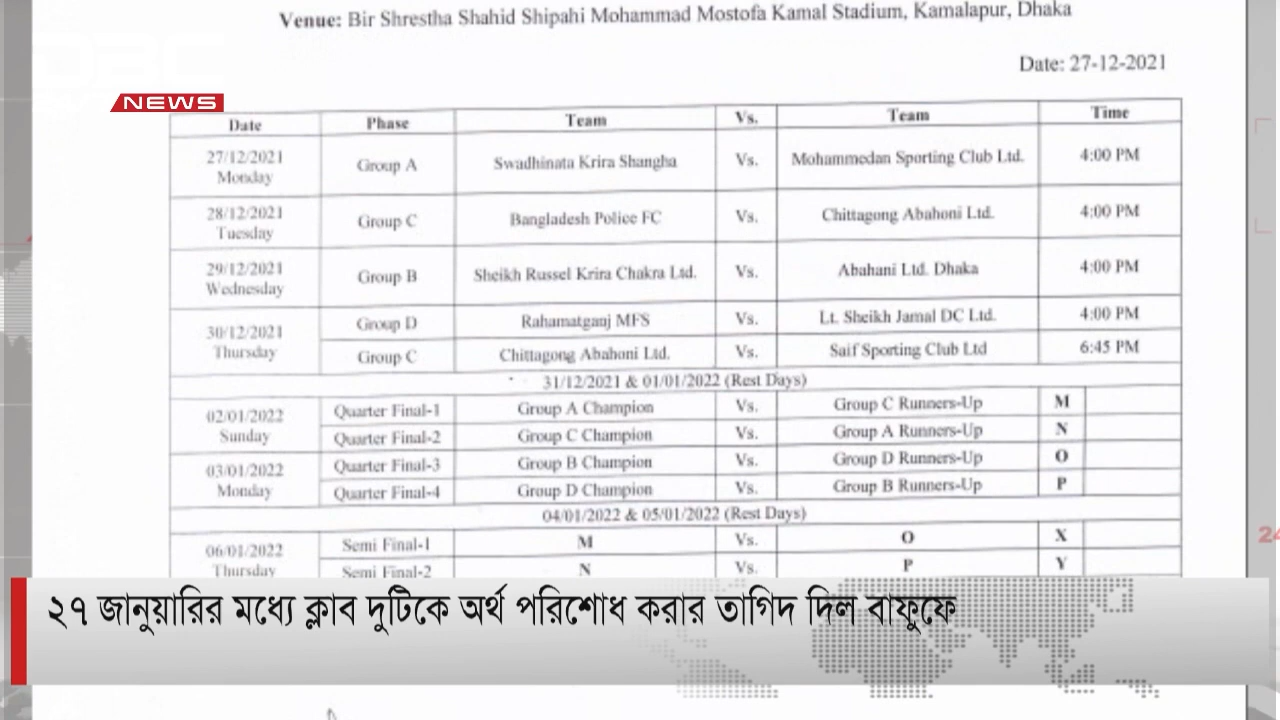 Venue: Bir Shrestha Shahid Shipahi Mohammad Mostofa Kamal Stadium, Kamalapur, Dhaka
Date: 27-12-2021
NEWS
Date Phase Team Vs. Team Time
27/12/2021 Monday Group A Swadhinata Krira Shangha Vs. Mohammedan Sporting Club Ltd. 4:00 PM
28/12/2021 Tuesday Group C Bangladesh Police FC Vs. Chittagong Abahoni Ltd. 4:00 PM
29/12/2021 Wednesday Group B Sheikh Russel Krira Chakra Ltd. Vs. Abahani Ltd. Dhaka 4:00 PM
30/12/2021 Thursday Group D Rahamatganj MFS Vs. Lt. Sheikh Jamal DC Ltd. 4:00 PM
Group C Chittagong Abahoni Ltd. Vs. Saif Sporting Club Ltd 6:45 PM
31/12/2021 & 01/01/2022 (Rest Days)
02/01/2022 Sunday Quarter Final-1 Group A Champion Vs. Group C Runners-Up M
Quarter Final-2 Group C Champion Vs. Group A Runners-Up N
03/01/2022 Monday Quarter Final-3 Group B Champion Vs. Group D Runners-Up O
Quarter Final-4 Group D Champion Vs. Group B Runners-Up P
04/01/2022 & 05/01/2022 (Rest Days)
06/01/2022 Thursday Semi Final-1 M Vs. O X
Semi Final-2 N Vs. P Y
২৭ জানুয়ারির মধ্যে ক্লাব দুটিকে অর্থ পরিশোধ করার তাগিদ দিল বাফুফে
24